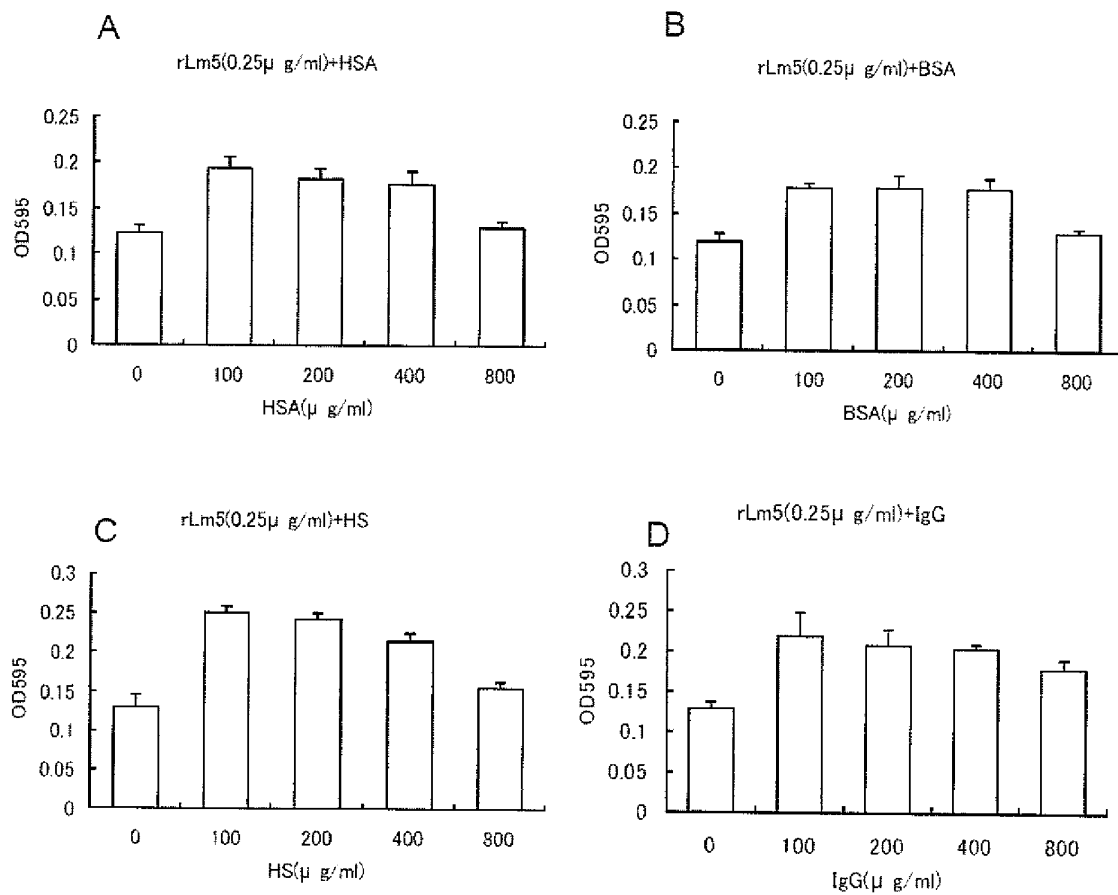 A
rLm5(0.25μ g/ml)+HSA
OD595
0.25
0.2
0.15
0.1
0.05
0
0 100 200 400 800
HSA(μ g/ml)
B
rLm5(0.25μ g/ml)+BSA
OD595
0.25
0.2
0.15
0.1
0.05
0
0 100 200 400 800
BSA(μ g/ml)
C
rLm5(0.25μ g/ml)+HS
OD595
0.3
0.25
0.2
0.15
0.1
0.05
0
0 100 200 400 800
HS(μ g/ml)
D
rLm5(0.25μ g/ml)+IgG
OD595
0.3
0.25
0.2
0.15
0.1
0.05
0
0 100 200 400 800
IgG(μ g/ml)